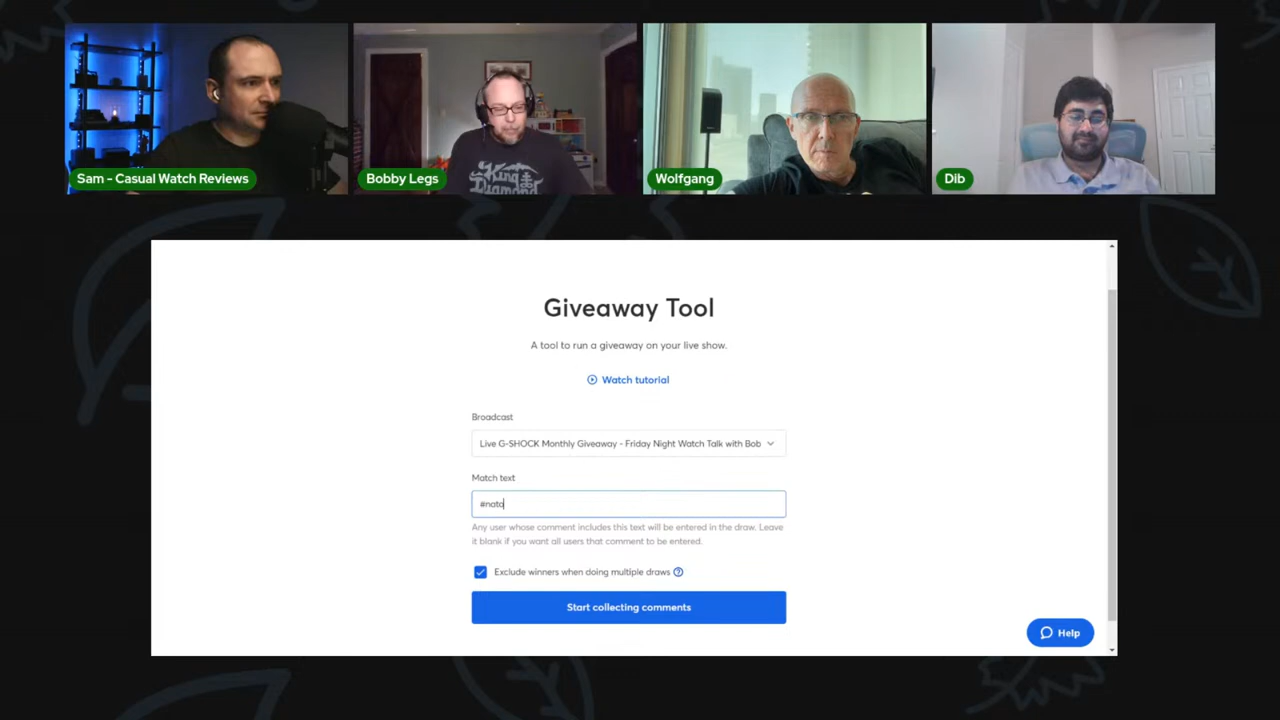 Sam - Casual Watch Reviews
Bobby Legs
King
Diamond
Wolfgang
Dib
Giveaway Tool
A tool to run a giveaway on your live show.
Watch tutorial
Broadcast
Live G-SHOCK Monthly Giveaway - Friday Night Watch Talk with Bob
Match text
#nato
Any user whose comment includes this text will be entered in the draw. Leave
it blank if you want all users that comment to be entered.
Exclude winners when doing multiple draws
Start collecting comments
Help